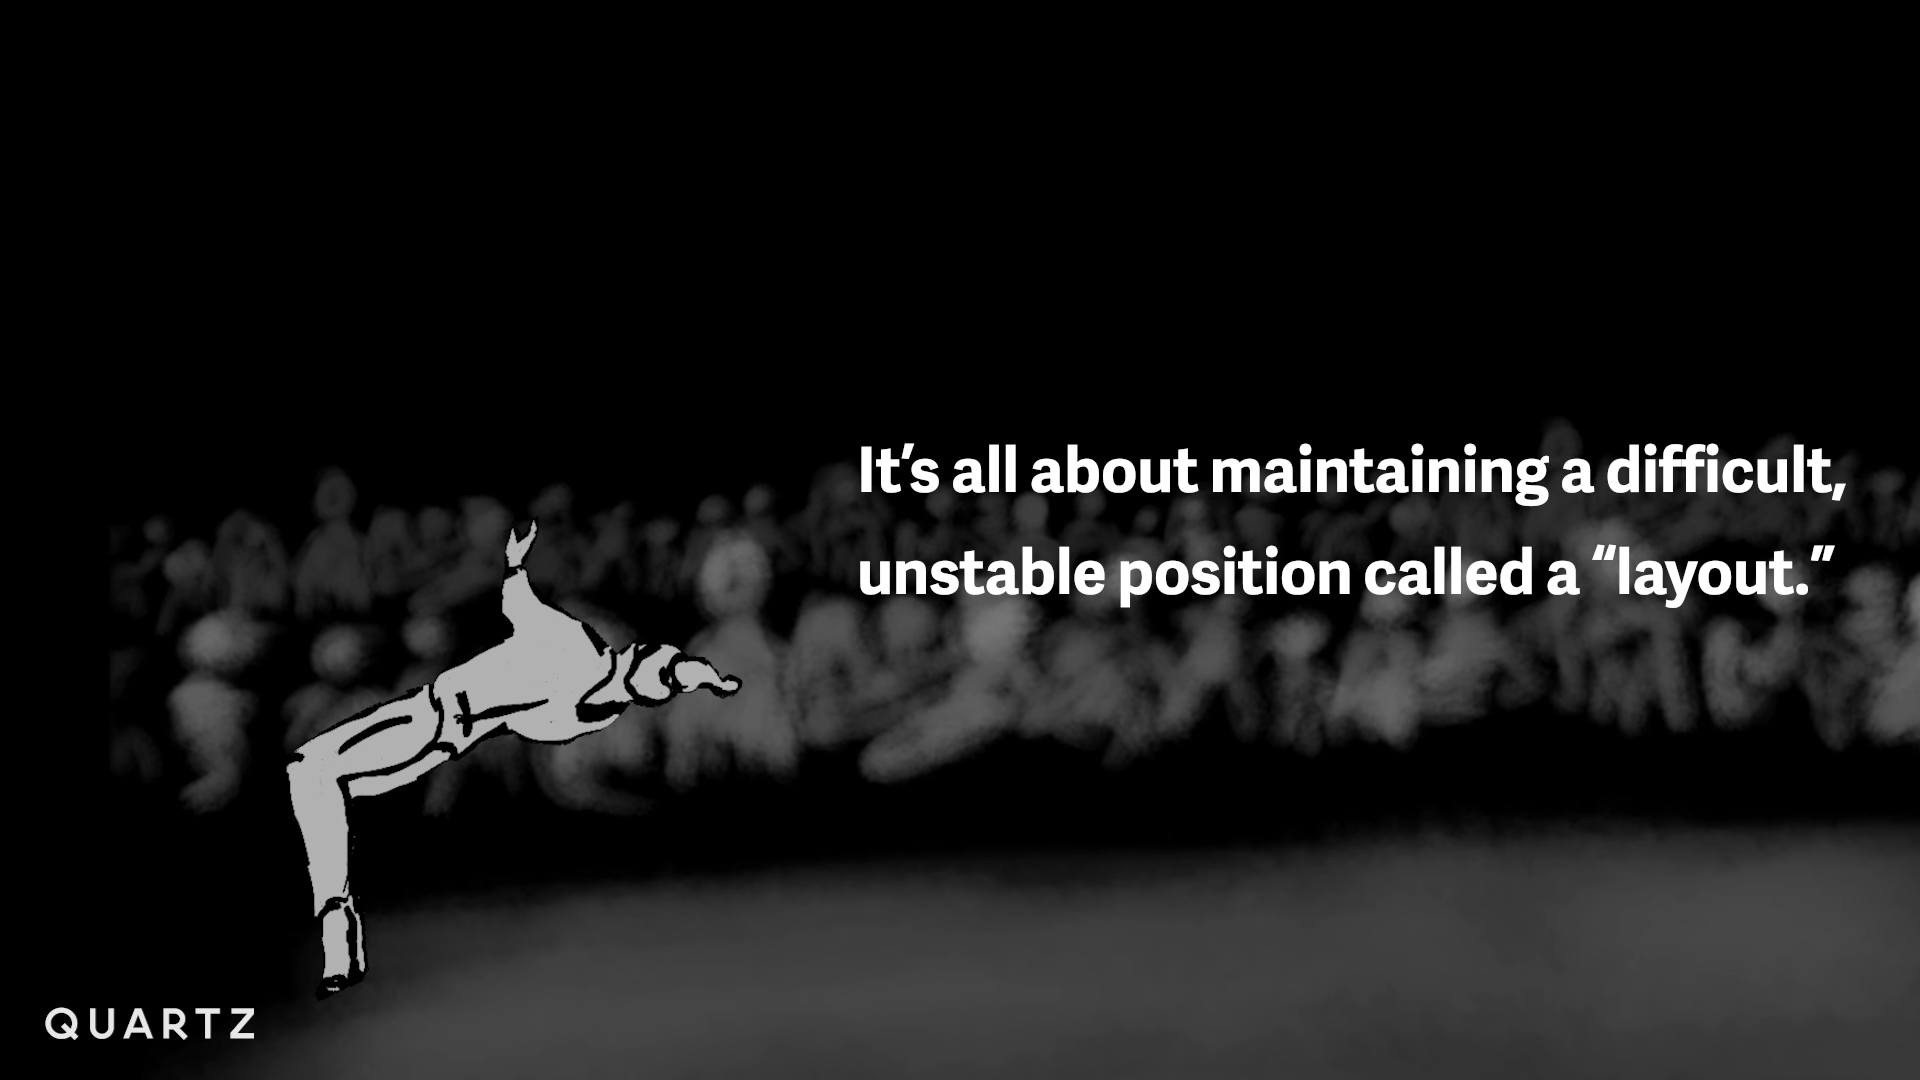 It’s all about maintaining a difficult,
unstable position called a “layout.”
QUARTZ